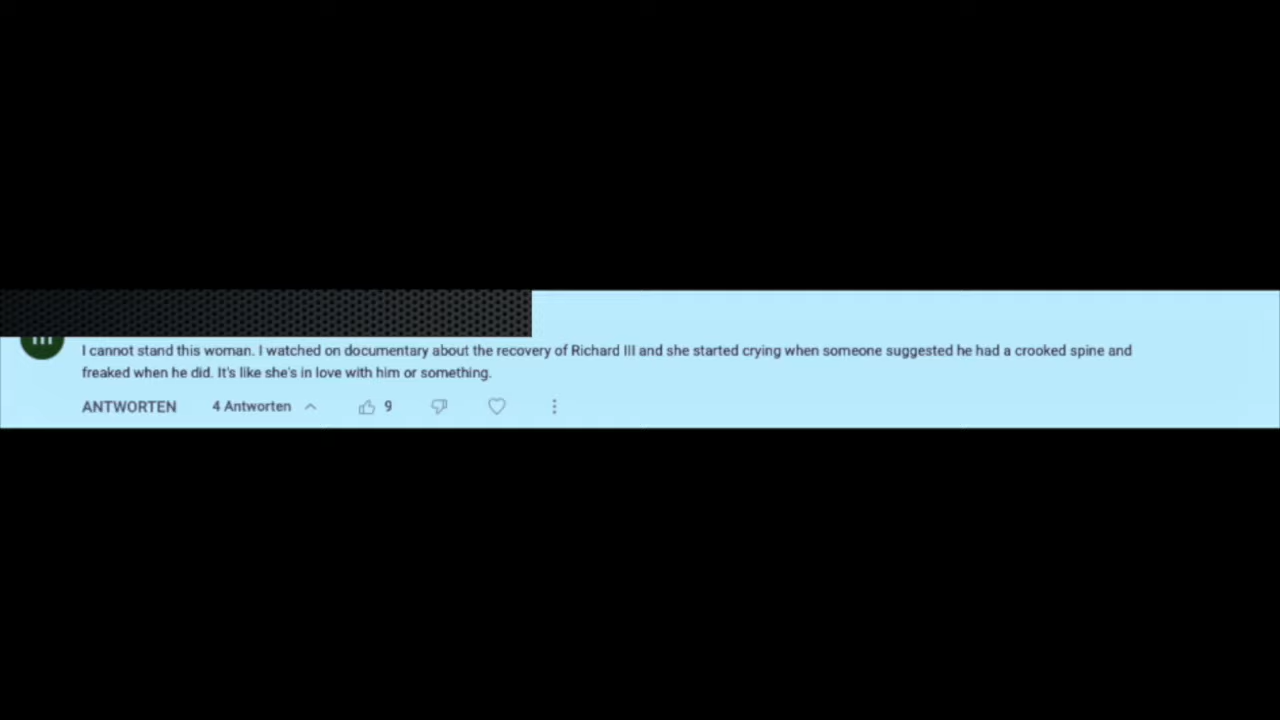 I cannot stand this woman. I watched on documentary about the recovery of Richard III and she started crying when someone suggested he had a crooked spine and
freaked when he did. It's like she's in love with him or something.
ANTWORTEN 4 Antworten 9